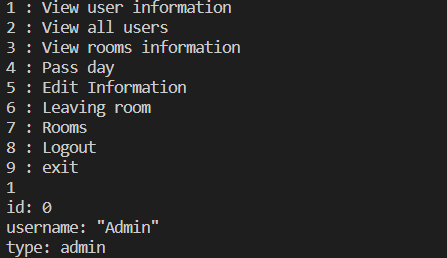 1 : View user information
2 : View all users
3 : View rooms information
4 : Pass day
5 : Edit Information
6 : Leaving room
7 : Rooms
8 : Logout
9 : exit
1
id: 0
username: "Admin"
type: admin